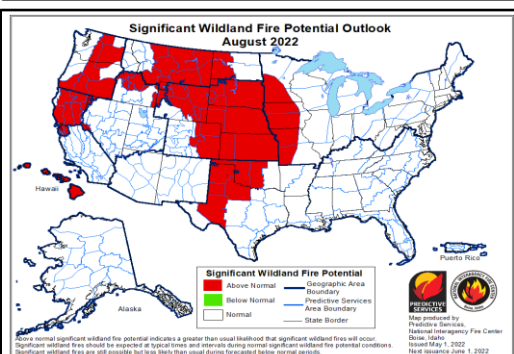 Significant Wildland Fire Potential Outlook
August 2022
Hawaii
Alaska
Puerto Rico
Significant Wildland Fire Potential
Above Normal
Below Normal
Normal
Geographic Area
Boundary
Predictive Services
Area Boundary
State Border
PREDICTIVE
SERVICES
Map produced by
Predictive Services,
National Interagency Fire Center
Boise, Idaho
Issued May 1, 2022
Next issuance June 1, 2022
Above normal significant wildland fire potential indicates a greater than usual likelihood that significant wildland fires will occur.
Significant wildland fires should be expected at typical times and intervals during normal significant wildland fire potential conditions.
Significant wildland fires are still possible but less likely than usual during forecasted below normal periods